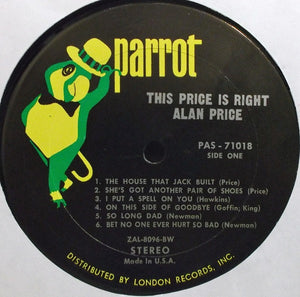 parrot
THIS PRICE IS RIGHT
ALAN PRICE
PAS - 71018
SIDE ONE
1. THE HOUSE THAT JACK BUILT (Price)
2. SHE'S GOT ANOTHER PAIR OF SHOES (Price)
3. I PUT A SPELL ON YOU (Hawkins)
4. ON THIS SIDE OF GOODBYE (Goffin; King)
5. SO LONG DAD (Newman)
6. BET NO ONE EVER HURT SO BAD (Newman)
ZAL-8096-BW
STEREO
Made In U.S.A.
DISTRIBUTED BY LONDON RECORDS, INC.